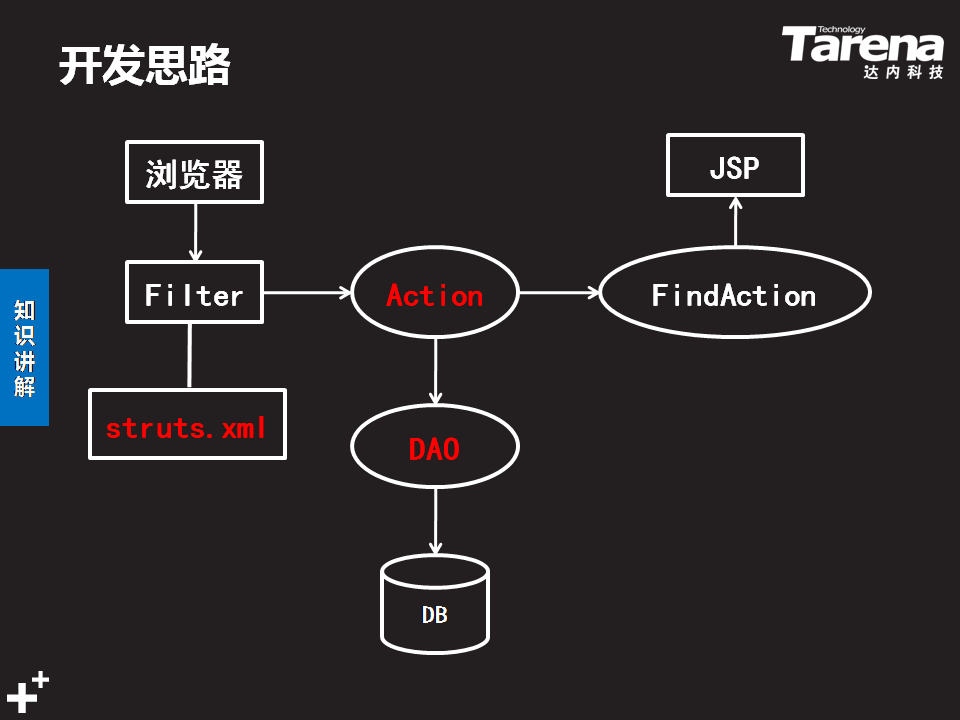 开发思路
Technology
Tarena
达内科技
浏览器
JSP
Filter
Action
FindAction
知识讲解
struts.xml
DAO
DB